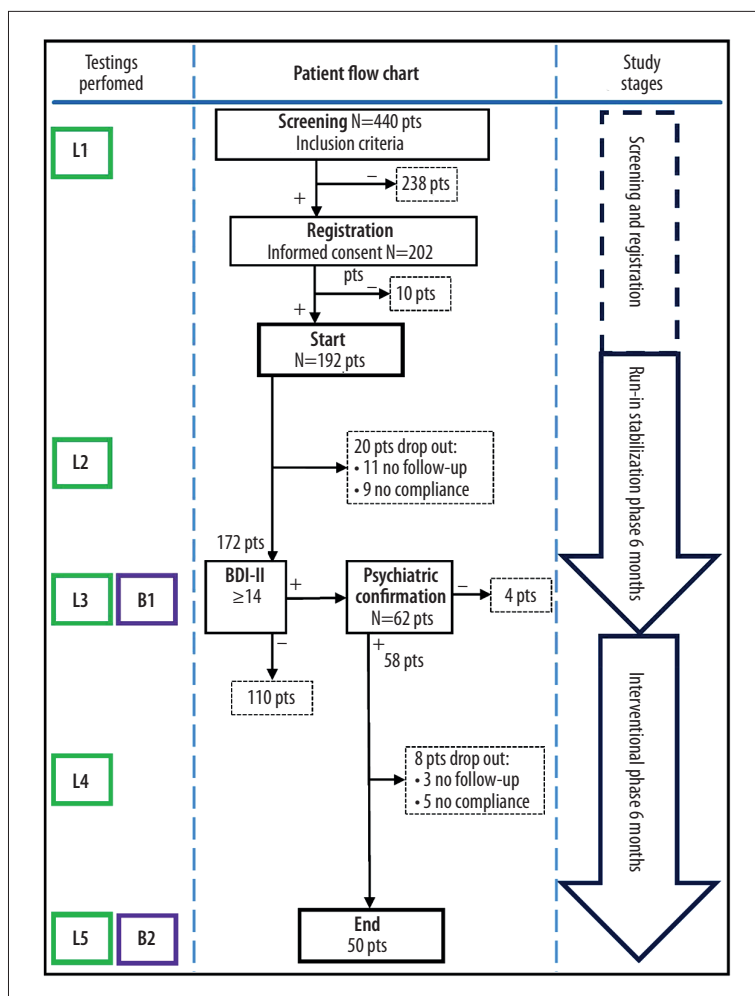 Testings
perfomed
Patient flow chart
Study
stages
L1
Screening N=440 pts
Inclusion criteria
–
238 pts
+
Registration
Informed consent N=202
pts
–
10 pts
+
Start
N=192 pts
Screening and registration
L2
20 pts drop out:
• 11 no follow-up
• 9 no compliance
Run-in stabilization phase 6 months
172 pts
L3
B1
BDI-II
≥14
+
Psychiatric
confirmation
N=62 pts
–
4 pts
–
110 pts
+
58 pts
L4
8 pts drop out:
• 3 no follow-up
• 5 no compliance
Interventional phase 6 months
L5
B2
End
50 pts